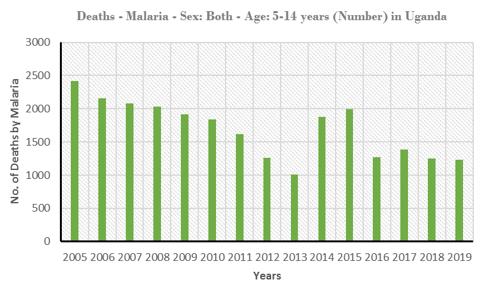 Deaths - Malaria - Sex: Both - Age: 5-14 years (Number) in Uganda
No. of Deaths by Malaria
3000
2500
2000
1500
1000
500
0
2005 2006 2007 2008 2009 2010 2011 2012 2013 2014 2015 2016 2017 2018 2019
Years